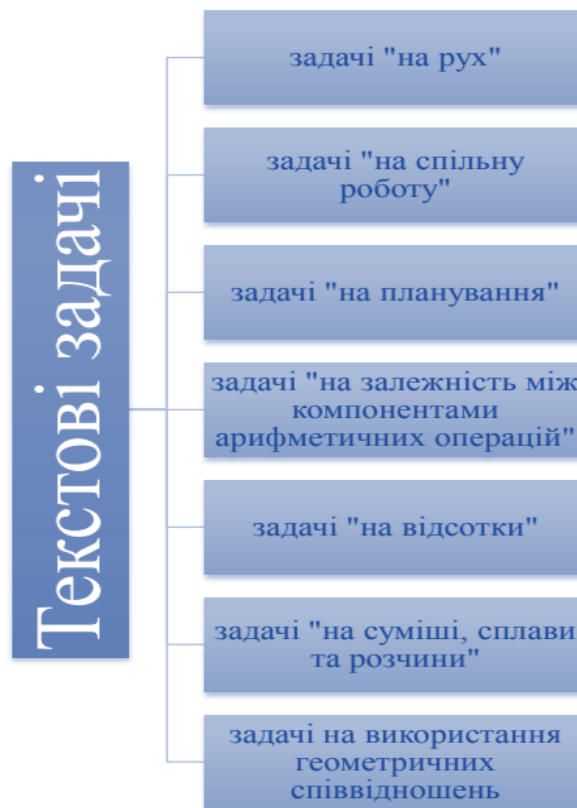 Текстові задачі
задачі "на рух"
задачі "на спільну
роботу"
задачі "на планування"
задачі "на залежність між
компонентами
арифметичних операцій"
задачі "на відсотки"
задачі "на суміші, сплави
та розчини"
задачі на використання
геометричних
співвідношень